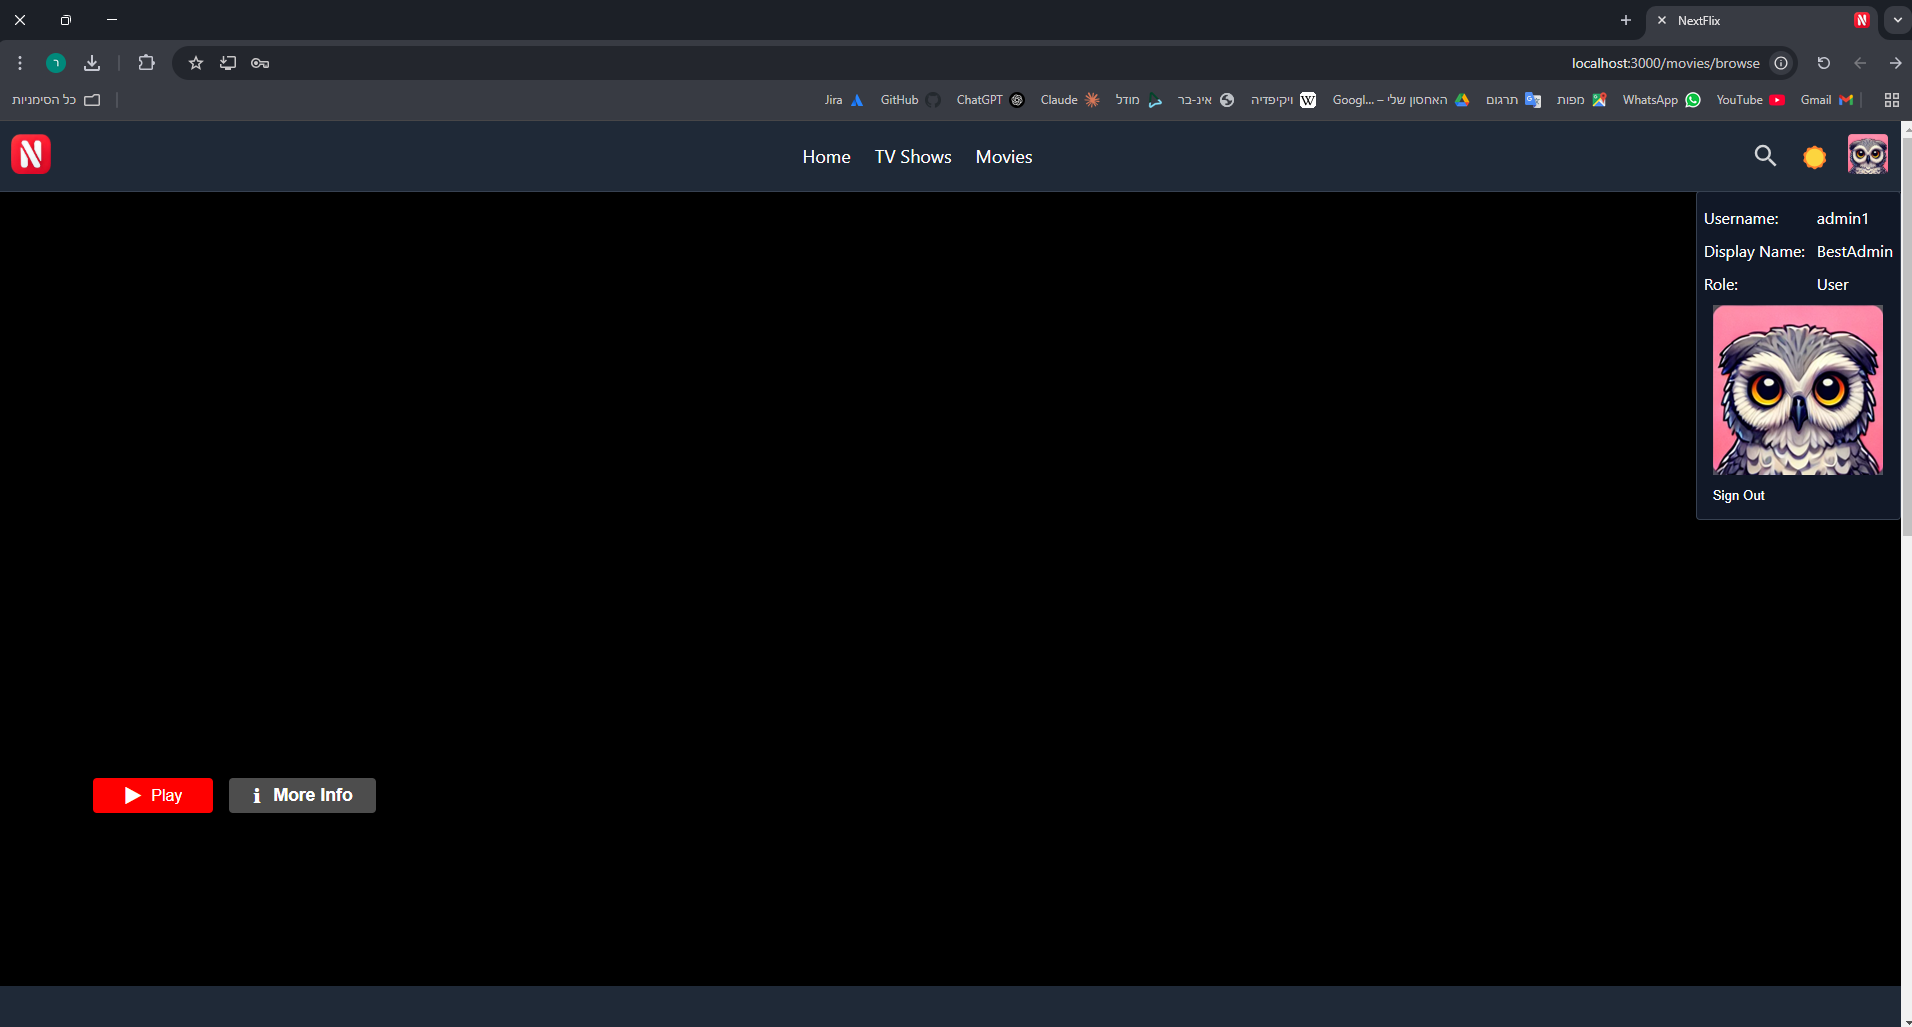 NextFlix
localhost:3000/movies/browse
כל הסימניות
Jira
GitHub
ChatGPT
Claude
מודל
אינ-בר
ויקיפדיה
האחסון שלי – Googl...
תרגום
מפות
WhatsApp
YouTube
Gmail
N
Home TV Shows Movies
Username: admin1
Display Name: BestAdmin
Role: User
Sign Out
Play
More Info